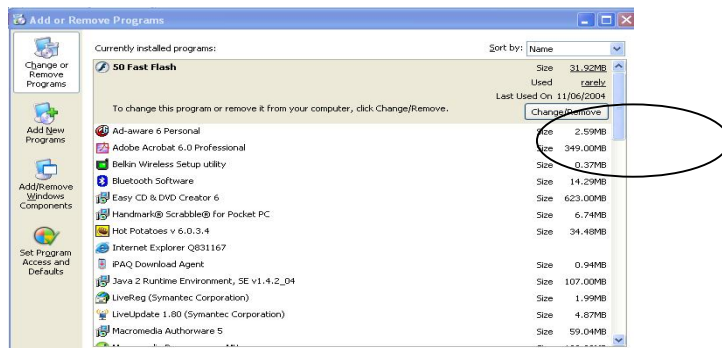 Add or Remove Programs
Change or
Remove
Programs
Add New
Programs
Add/Remove
Windows
Components
Set Program
Access and
Defaults
Currently installed programs:
Sort by: Name
50 Fast Flash Size 31.92MB
Used rarely
Last Used On 11/06/2004
To change this program or remove it from your computer, click Change/Remove. Change/Remove
Ad-aware 6 Personal Size 2.59MB
Adobe Acrobat 6.0 Professional Size 349.00MB
Belkin Wireless Setup utility Size 0.37MB
Bluetooth Software Size 14.29MB
Easy CD & DVD Creator 6 Size 623.00MB
Handmark® Scrabble® for Pocket PC Size 6.74MB
Hot Potatoes v 6.0.3.4 Size 34.48MB
Internet Explorer Q831167
iPAQ Download Agent Size 0.94MB
Java 2 Runtime Environment, SE v1.4.2_04 Size 107.00MB
LiveReg (Symantec Corporation) Size 1.99MB
LiveUpdate 1.80 (Symantec Corporation) Size 4.87MB
Macromedia Authorware 5 Size 59.04MB